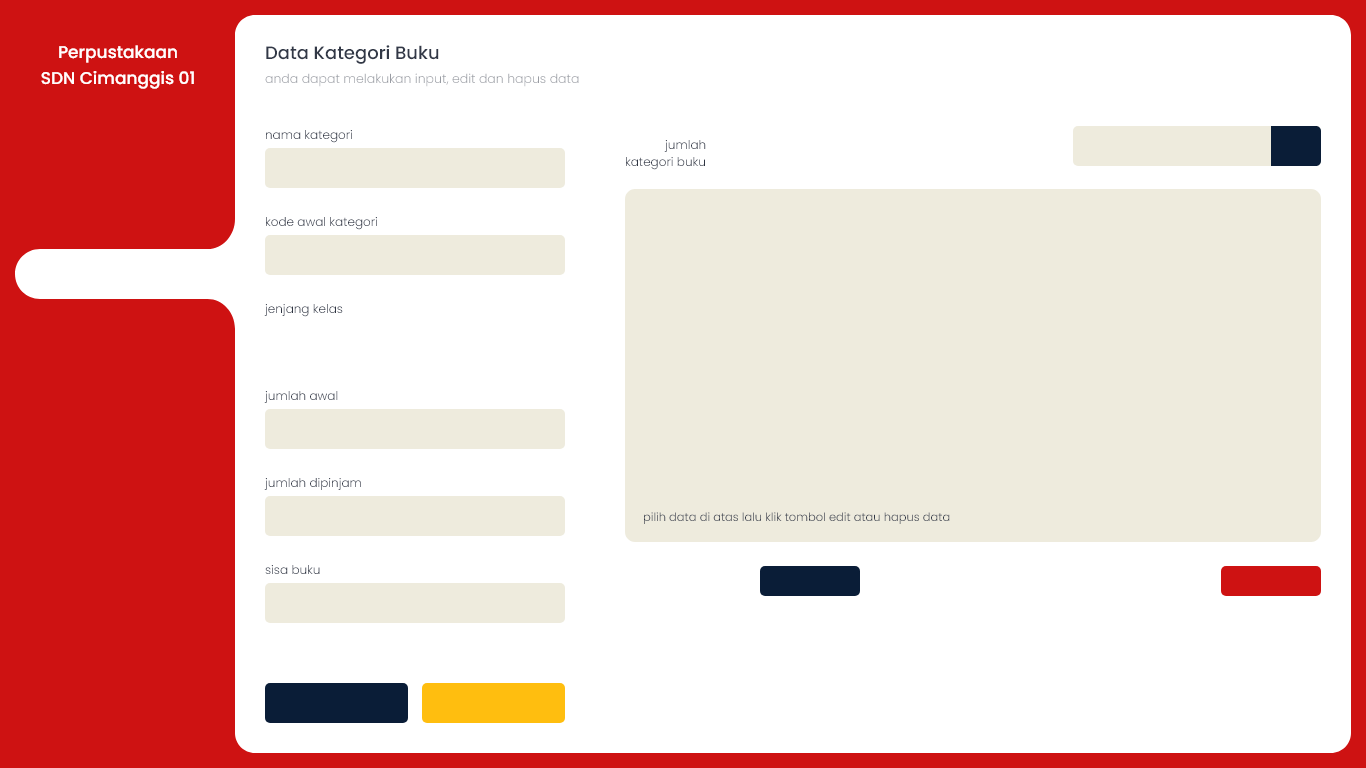 Perpustakaan
SDN Cimanggis 01
Data Kategori Buku
anda dapat melakukan input, edit dan hapus data
nama kategori
kode awal kategori
jenjang kelas
jumlah awal
jumlah dipinjam
sisa buku
jumlah
kategori buku
pilih data di atas lalu klik tombol edit atau hapus data